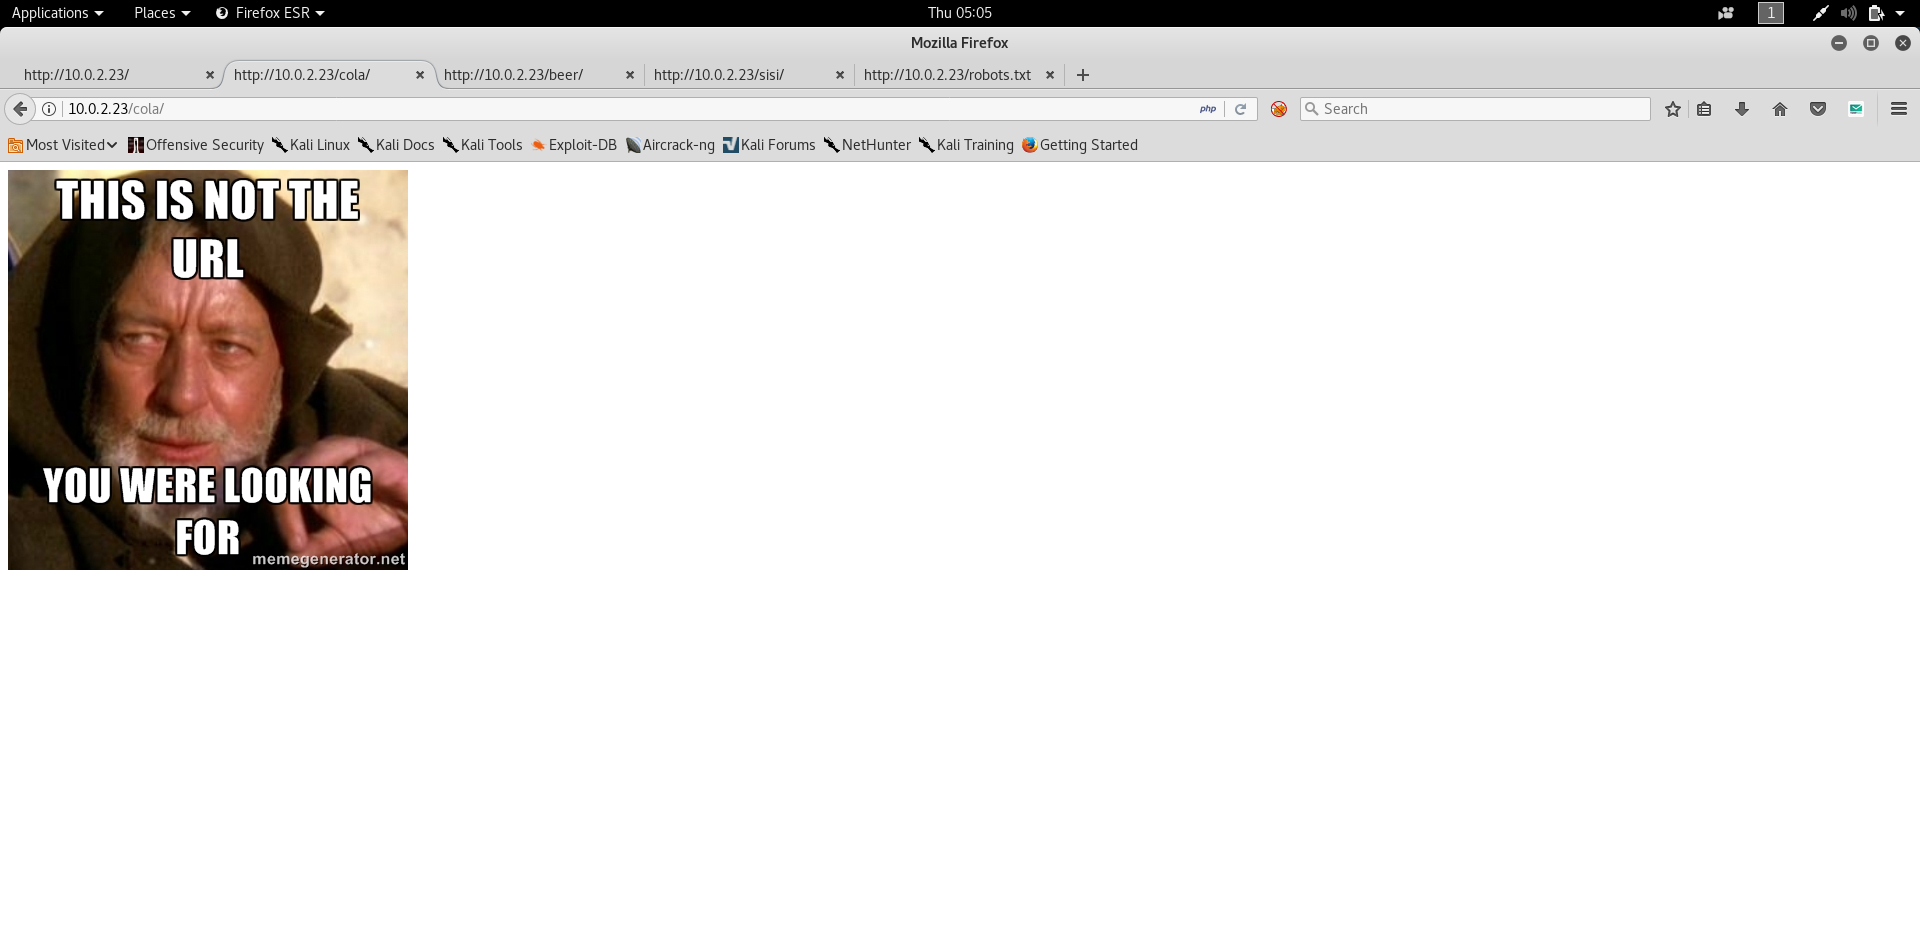 Applications
Places
Firefox ESR
Thu 05:05
1
Mozilla Firefox
http://10.0.2.23/
http://10.0.2.23/cola/
http://10.0.2.23/beer/
http://10.0.2.23/sisi/
http://10.0.2.23/robots.txt
10.0.2.23/cola/
php
Search
Most Visited
Offensive Security
Kali Linux
Kali Docs
Kali Tools
Exploit-DB
Aircrack-ng
Kali Forums
NetHunter
Kali Training
Getting Started
THIS IS NOT THE
URL
YOU WERE LOOKING
FOR
memegenerator.net